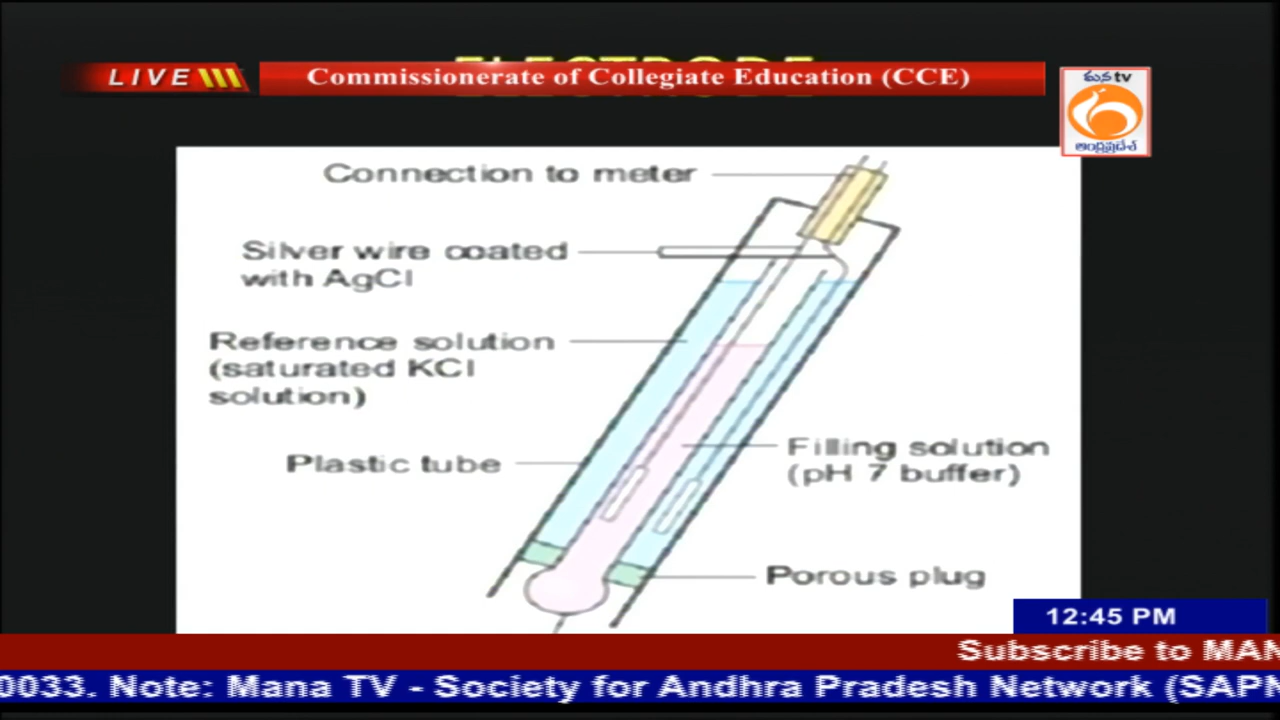 ELECTRODE
LIVE
Commissionerate of Collegiate Education (CCE)
మన tv
ఆంధ్రప్రదేశ్
Connection to meter
Silver wire coated
with AgCl
Reference solution
(saturated KCl
solution)
Plastic tube
Filling solution
(pH 7 buffer)
Porous plug
12:45 PM
Subscribe to MAN
0033. Note: Mana TV - Society for Andhra Pradesh Network (SAPN